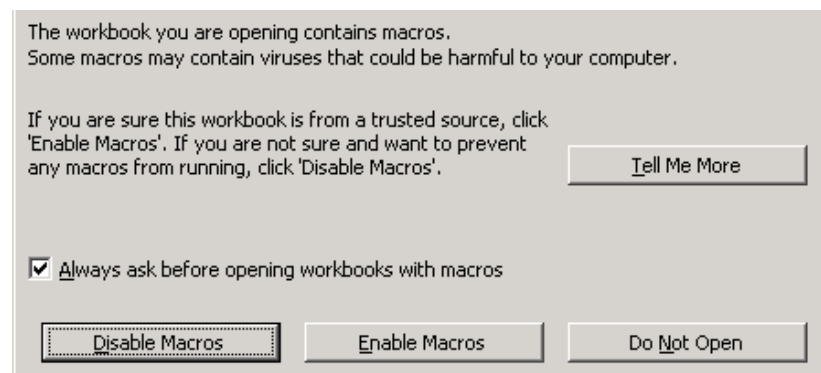 The workbook you are opening contains macros.
Some macros may contain viruses that could be harmful to your computer.
If you are sure this workbook is from a trusted source, click
'Enable Macros'. If you are not sure and want to prevent
any macros from running, click 'Disable Macros'.
Tell Me More
Always ask before opening workbooks with macros
Disable Macros
Enable Macros
Do Not Open